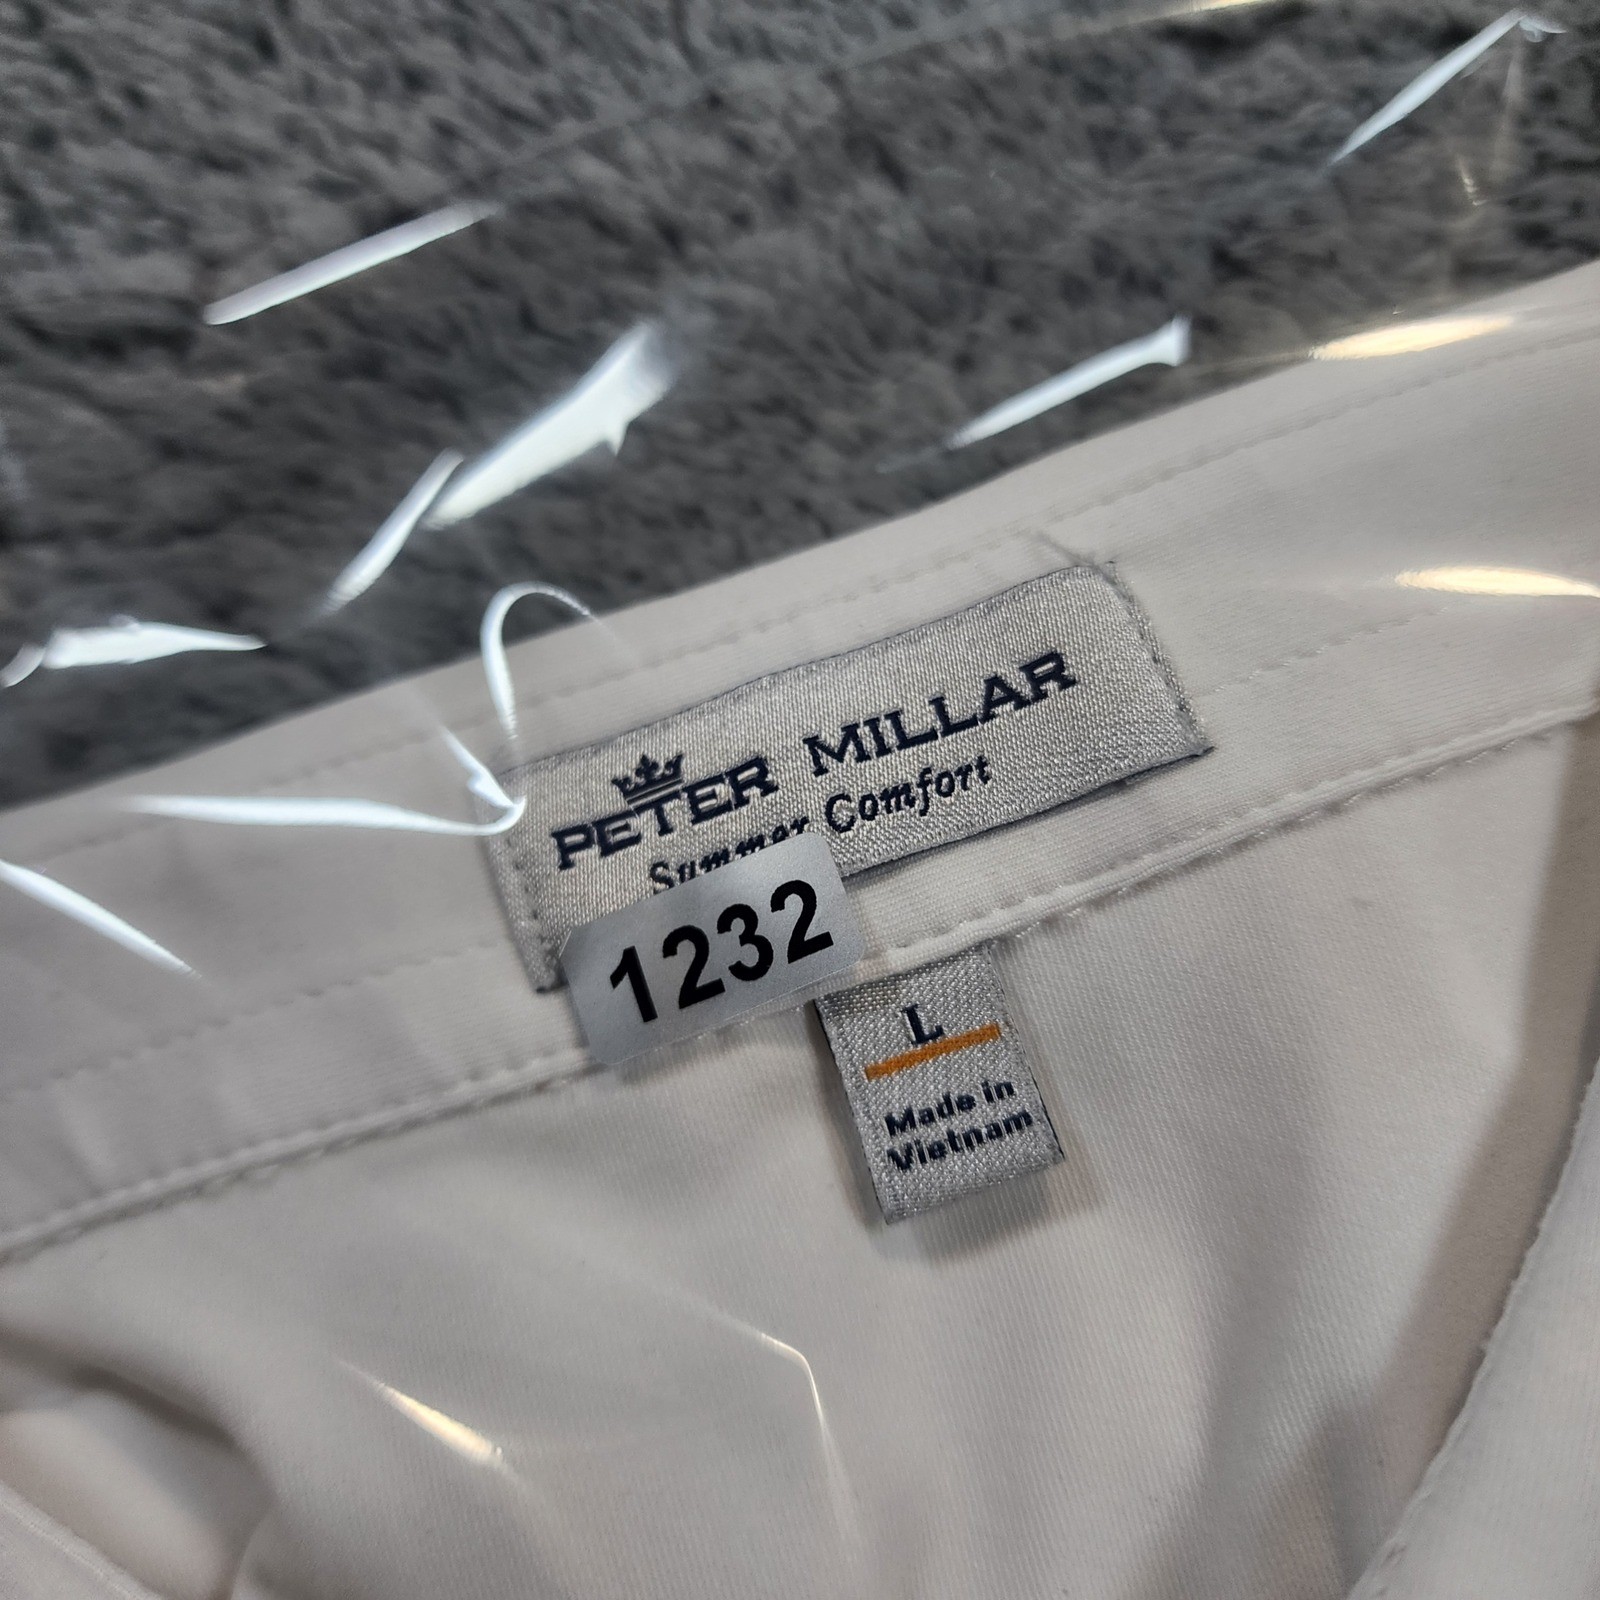 PETER MILLAR
Summer Comfort
1232
L
Made in
Vietnam